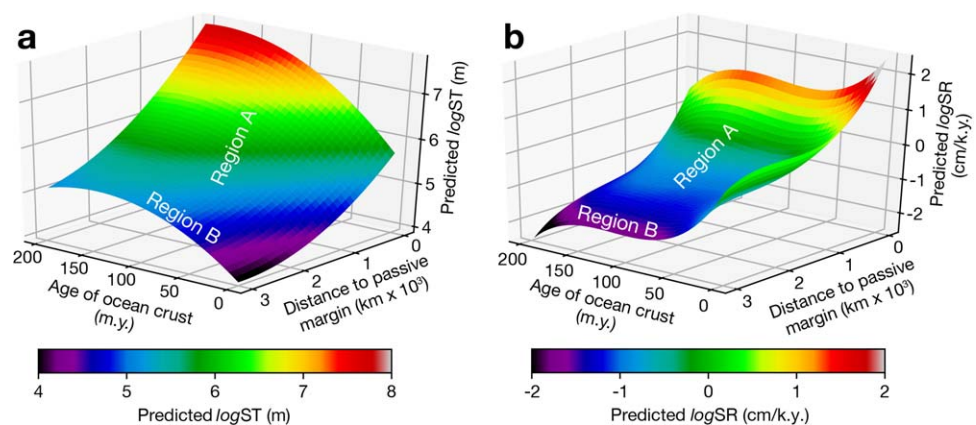 a
Region A
Region B
7
6
5
4
Predicted logST (m)
200
150
100
50
0
Age of ocean crust
(m.y.)
3
2
1
0
Distance to passive
margin (km x 10³)
4
5
6
7
8
Predicted logST (m)
b
Region A
Region B
2
1
0
-1
-2
Predicted logSR
(cm/k.y.)
200
150
100
50
0
Age of ocean crust
(m.y.)
3
2
1
0
Distance to passive
margin (km x 10³)
-2
-1
0
1
2
Predicted logSR (cm/k.y.)